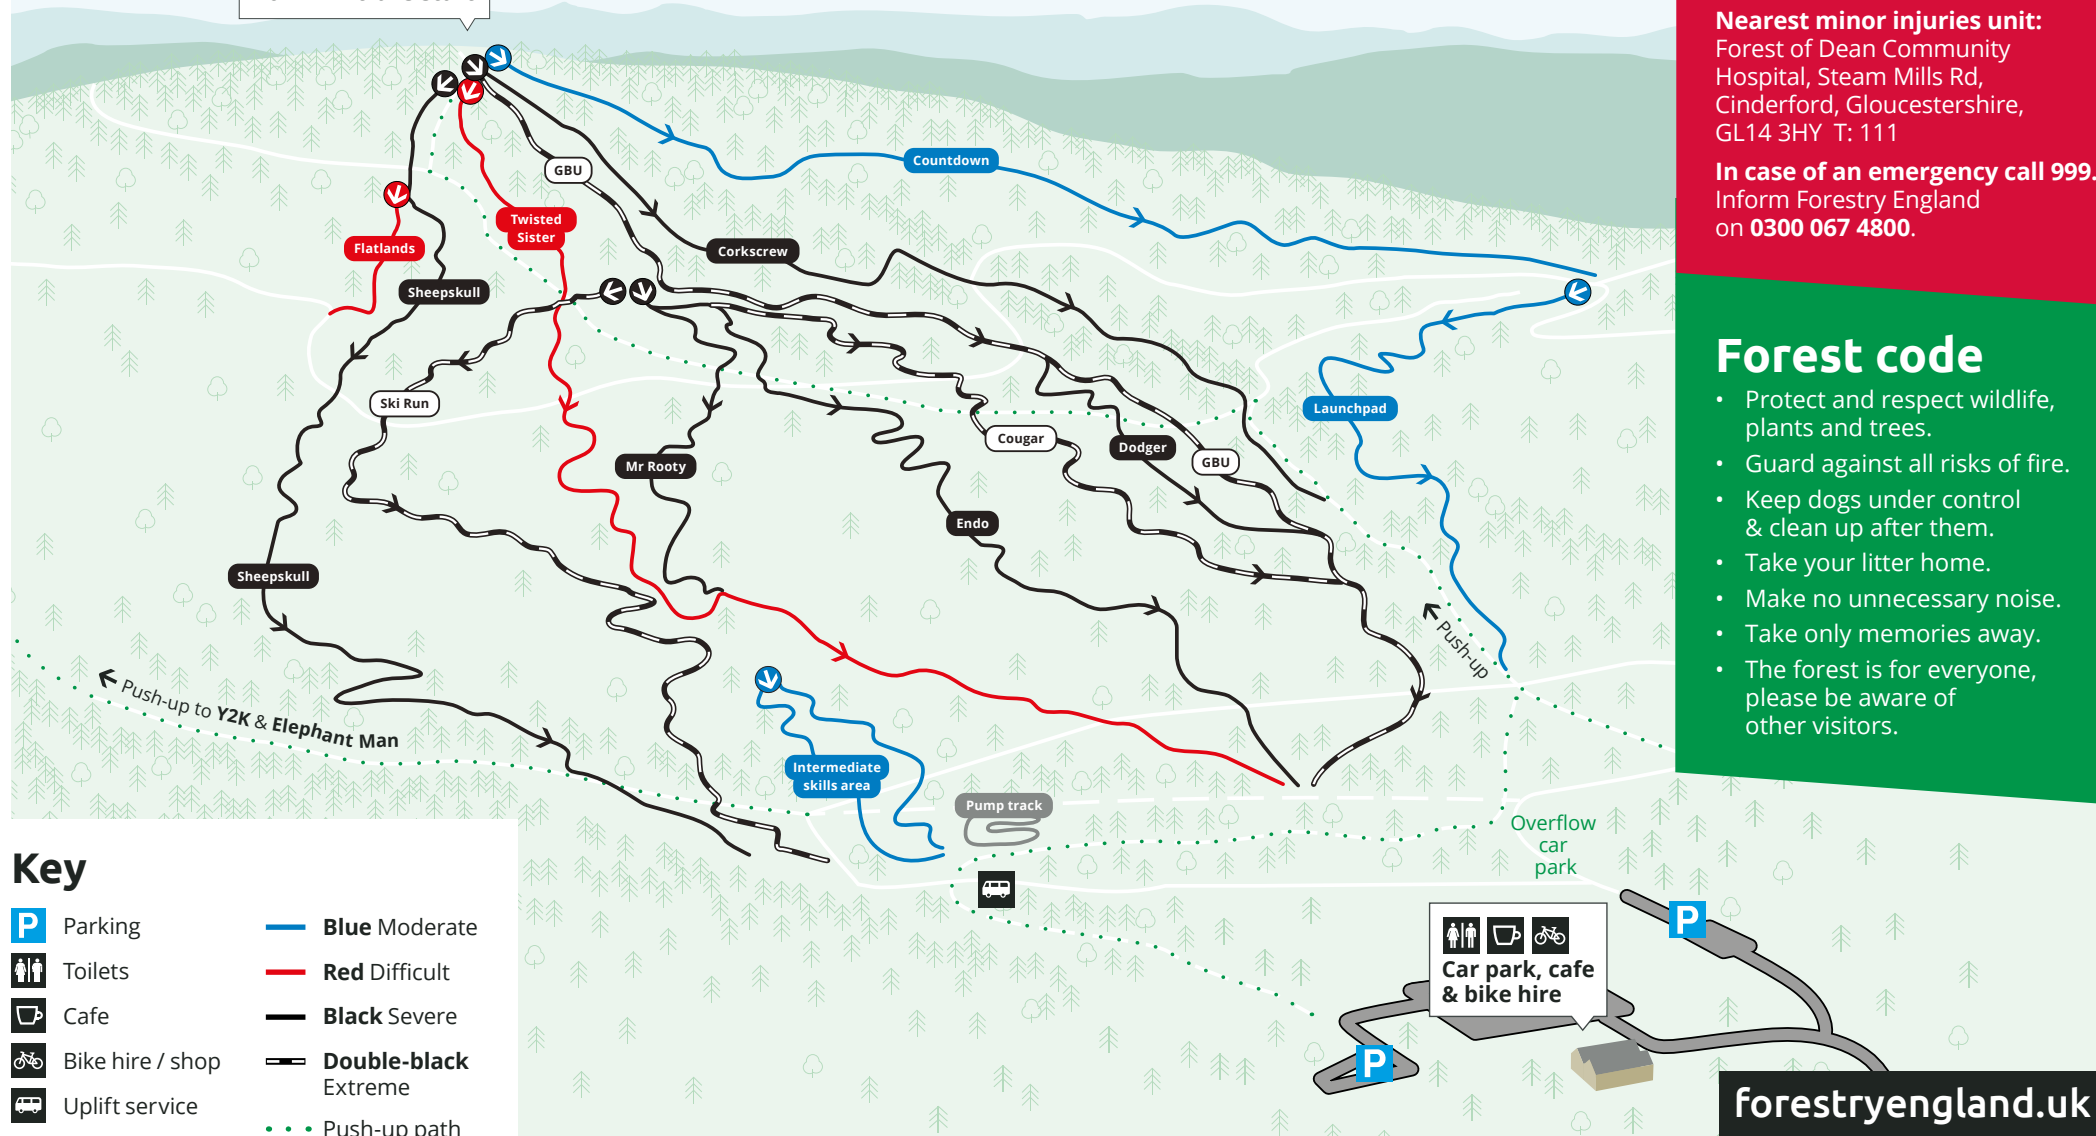 Nearest minor injuries unit:
Forest of Dean Community
Hospital, Steam Mills Rd,
Cinderford, Gloucestershire,
GL14 3HY  T: 111
In case of an emergency call 999.
Inform Forestry England
on 0300 067 4800.
Forest code
• Protect and respect wildlife,
plants and trees.
• Guard against all risks of fire.
• Keep dogs under control
& clean up after them.
• Take your litter home.
• Make no unnecessary noise.
• Take only memories away.
• The forest is for everyone,
please be aware of
other visitors.
Countdown
GBU
Twisted
Sister
Flatlands
Corkscrew
Sheepskull
Ski Run
Launchpad
Cougar
Dodger
GBU
Mr Rooty
Endo
Sheepskull
Push-up
Push-up to Y2K & Elephant Man
Intermediate
skills area
Pump track
Overflow
car
park
P
Car park, cafe
& bike hire
P
Key
P Parking
Toilets
Cafe
Bike hire / shop
Uplift service
Blue Moderate
Red Difficult
Black Severe
Double-black
Extreme
Push-up path
forestryengland.uk